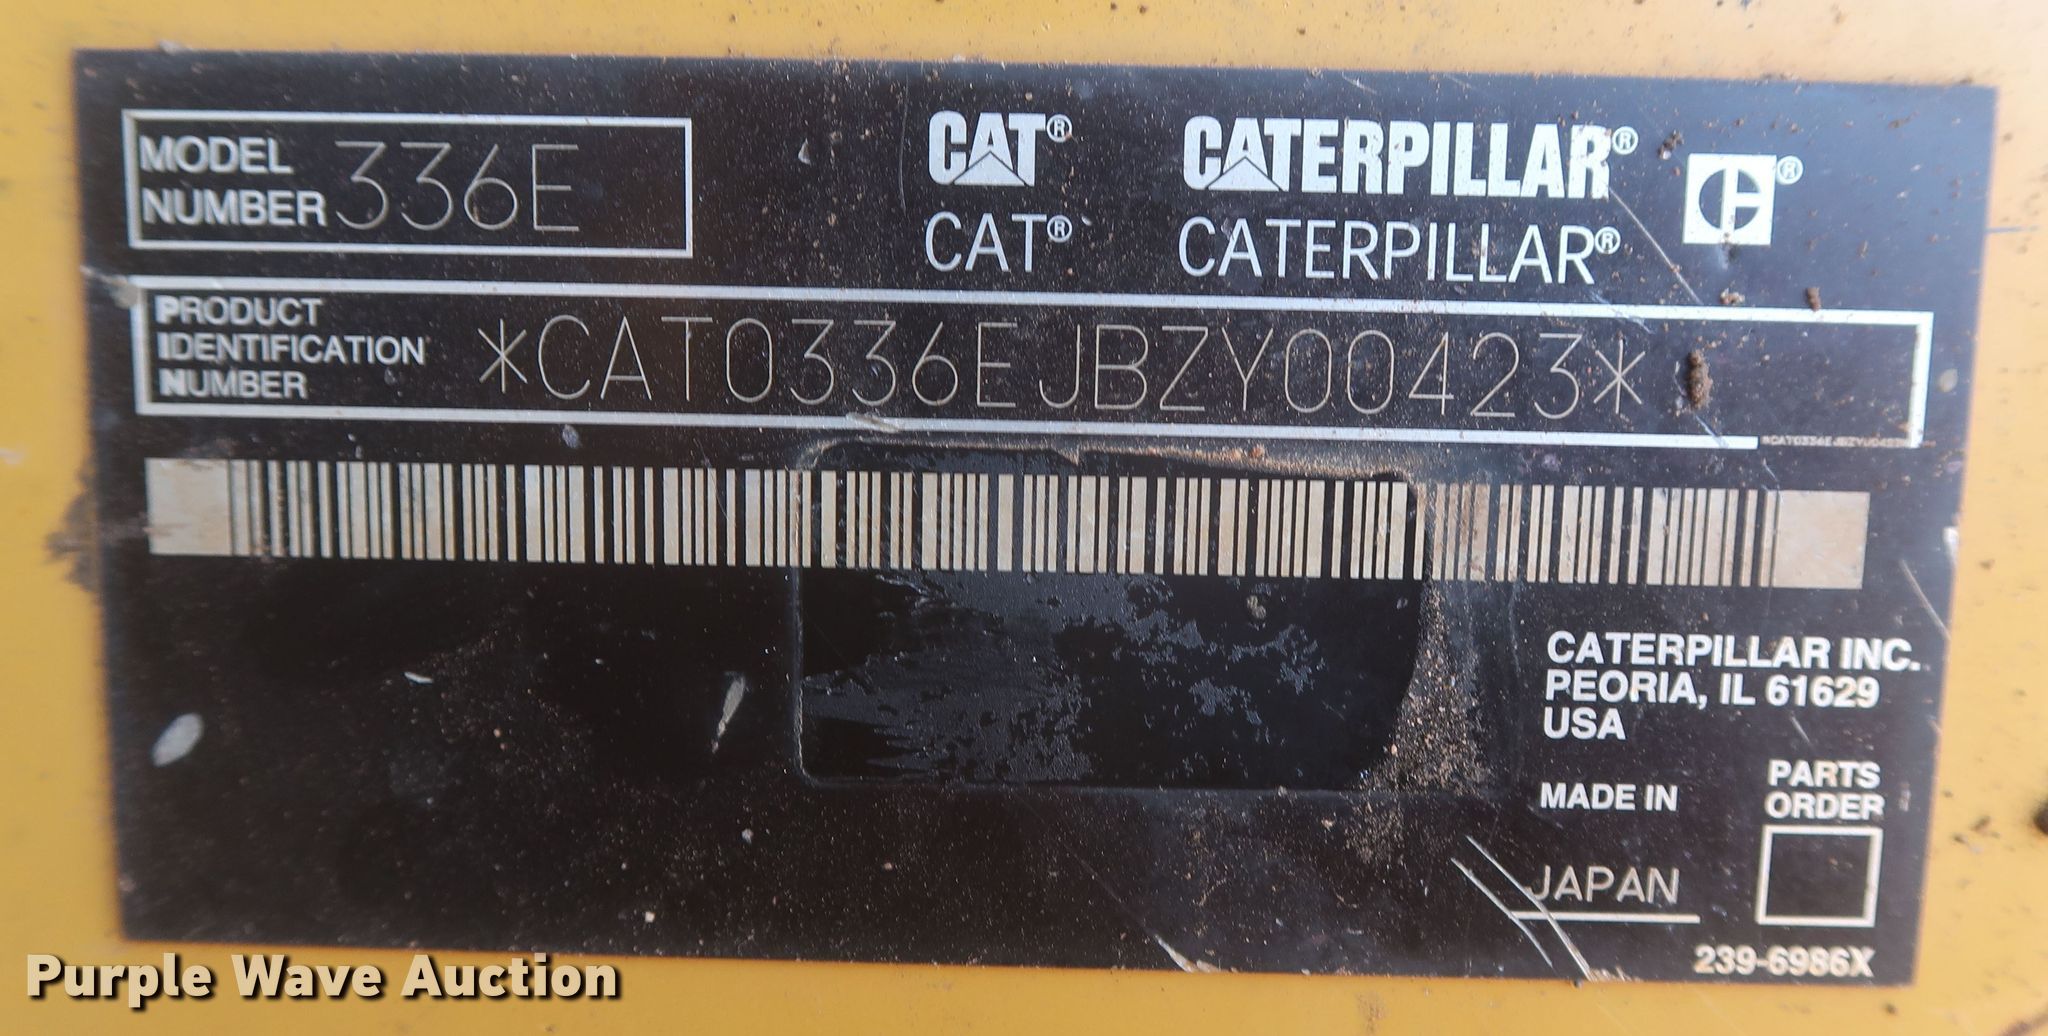 MODEL
NUMBER 336E
CAT® CATERPILLAR® ®
CAT® CATERPILLAR®
PRODUCT
IDENTIFICATION
NUMBER
*CAT0336EJBZY00423*
*CAT0336EJBZY00423*
CATERPILLAR INC.
PEORIA, IL 61629
USA
MADE IN
JAPAN
PARTS
ORDER
239-6986X
Purple Wave Auction